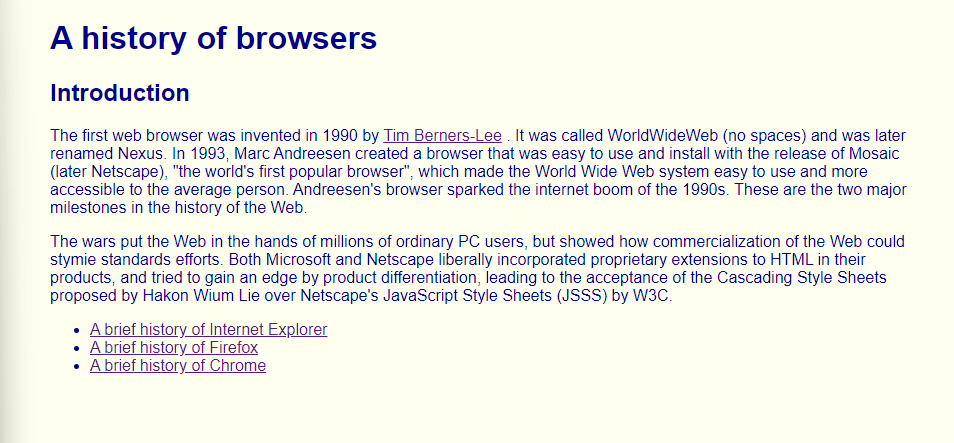 A history of browsers
Introduction
The first web browser was invented in 1990 by Tim Berners-Lee . It was called WorldWideWeb (no spaces) and was later
renamed Nexus. In 1993, Marc Andreesen created a browser that was easy to use and install with the release of Mosaic
(later Netscape), "the world's first popular browser", which made the World Wide Web system easy to use and more
accessible to the average person. Andreesen's browser sparked the internet boom of the 1990s. These are the two major
milestones in the history of the Web.
The wars put the Web in the hands of millions of ordinary PC users, but showed how commercialization of the Web could
stymie standards efforts. Both Microsoft and Netscape liberally incorporated proprietary extensions to HTML in their
products, and tried to gain an edge by product differentiation, leading to the acceptance of the Cascading Style Sheets
proposed by Hakon Wium Lie over Netscape's JavaScript Style Sheets (JSSS) by W3C.
• A brief history of Internet Explorer
• A brief history of Firefox
• A brief history of Chrome